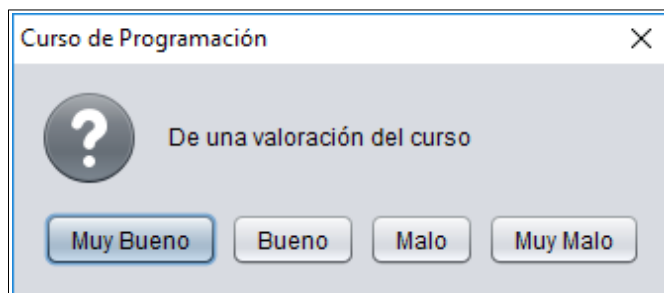 Curso de Programación
?
De una valoración del curso
Muy Bueno Bueno Malo Muy Malo